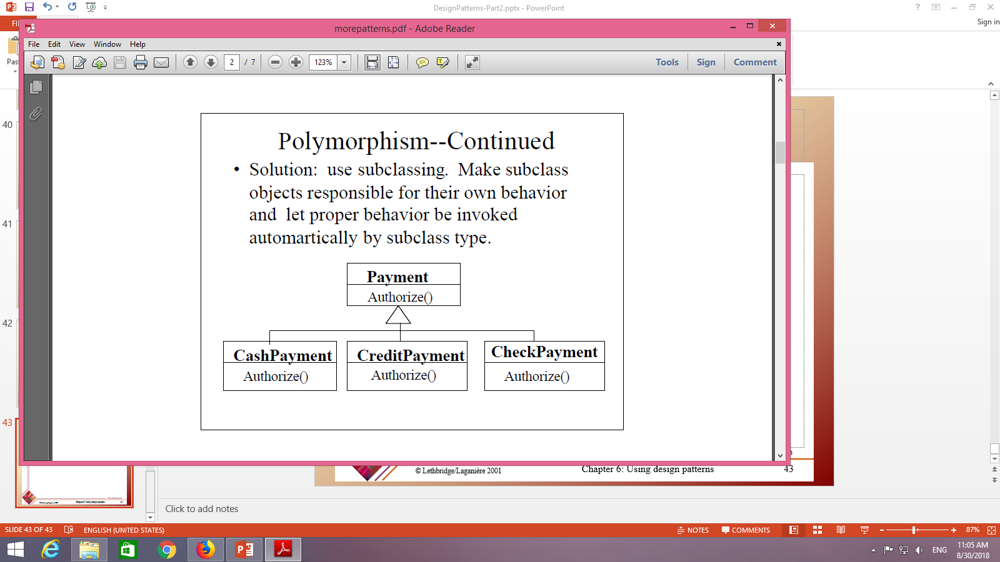 DesignPatterns-Part2.pptx - PowerPoint
?
FI
Sign in
morepatterns.pdf - Adobe Reader
File Edit View Window Help
Past
2 / 7
123%
Tools Sign Comment
40
41
42
43
Polymorphism--Continued
• Solution: use subclassing. Make subclass
objects responsible for their own behavior
and let proper behavior be invoked
automartically by subclass type.
Payment
Authorize()
CashPayment
Authorize()
CreditPayment
Authorize()
CheckPayment
Authorize()
© Lethbridge/Laganière 2001
Chapter 6: Using design patterns
43
Click to add notes
SLIDE 43 OF 43
ENGLISH (UNITED STATES)
NOTES
COMMENTS
87%
ENG
11:05 AM
8/30/2018